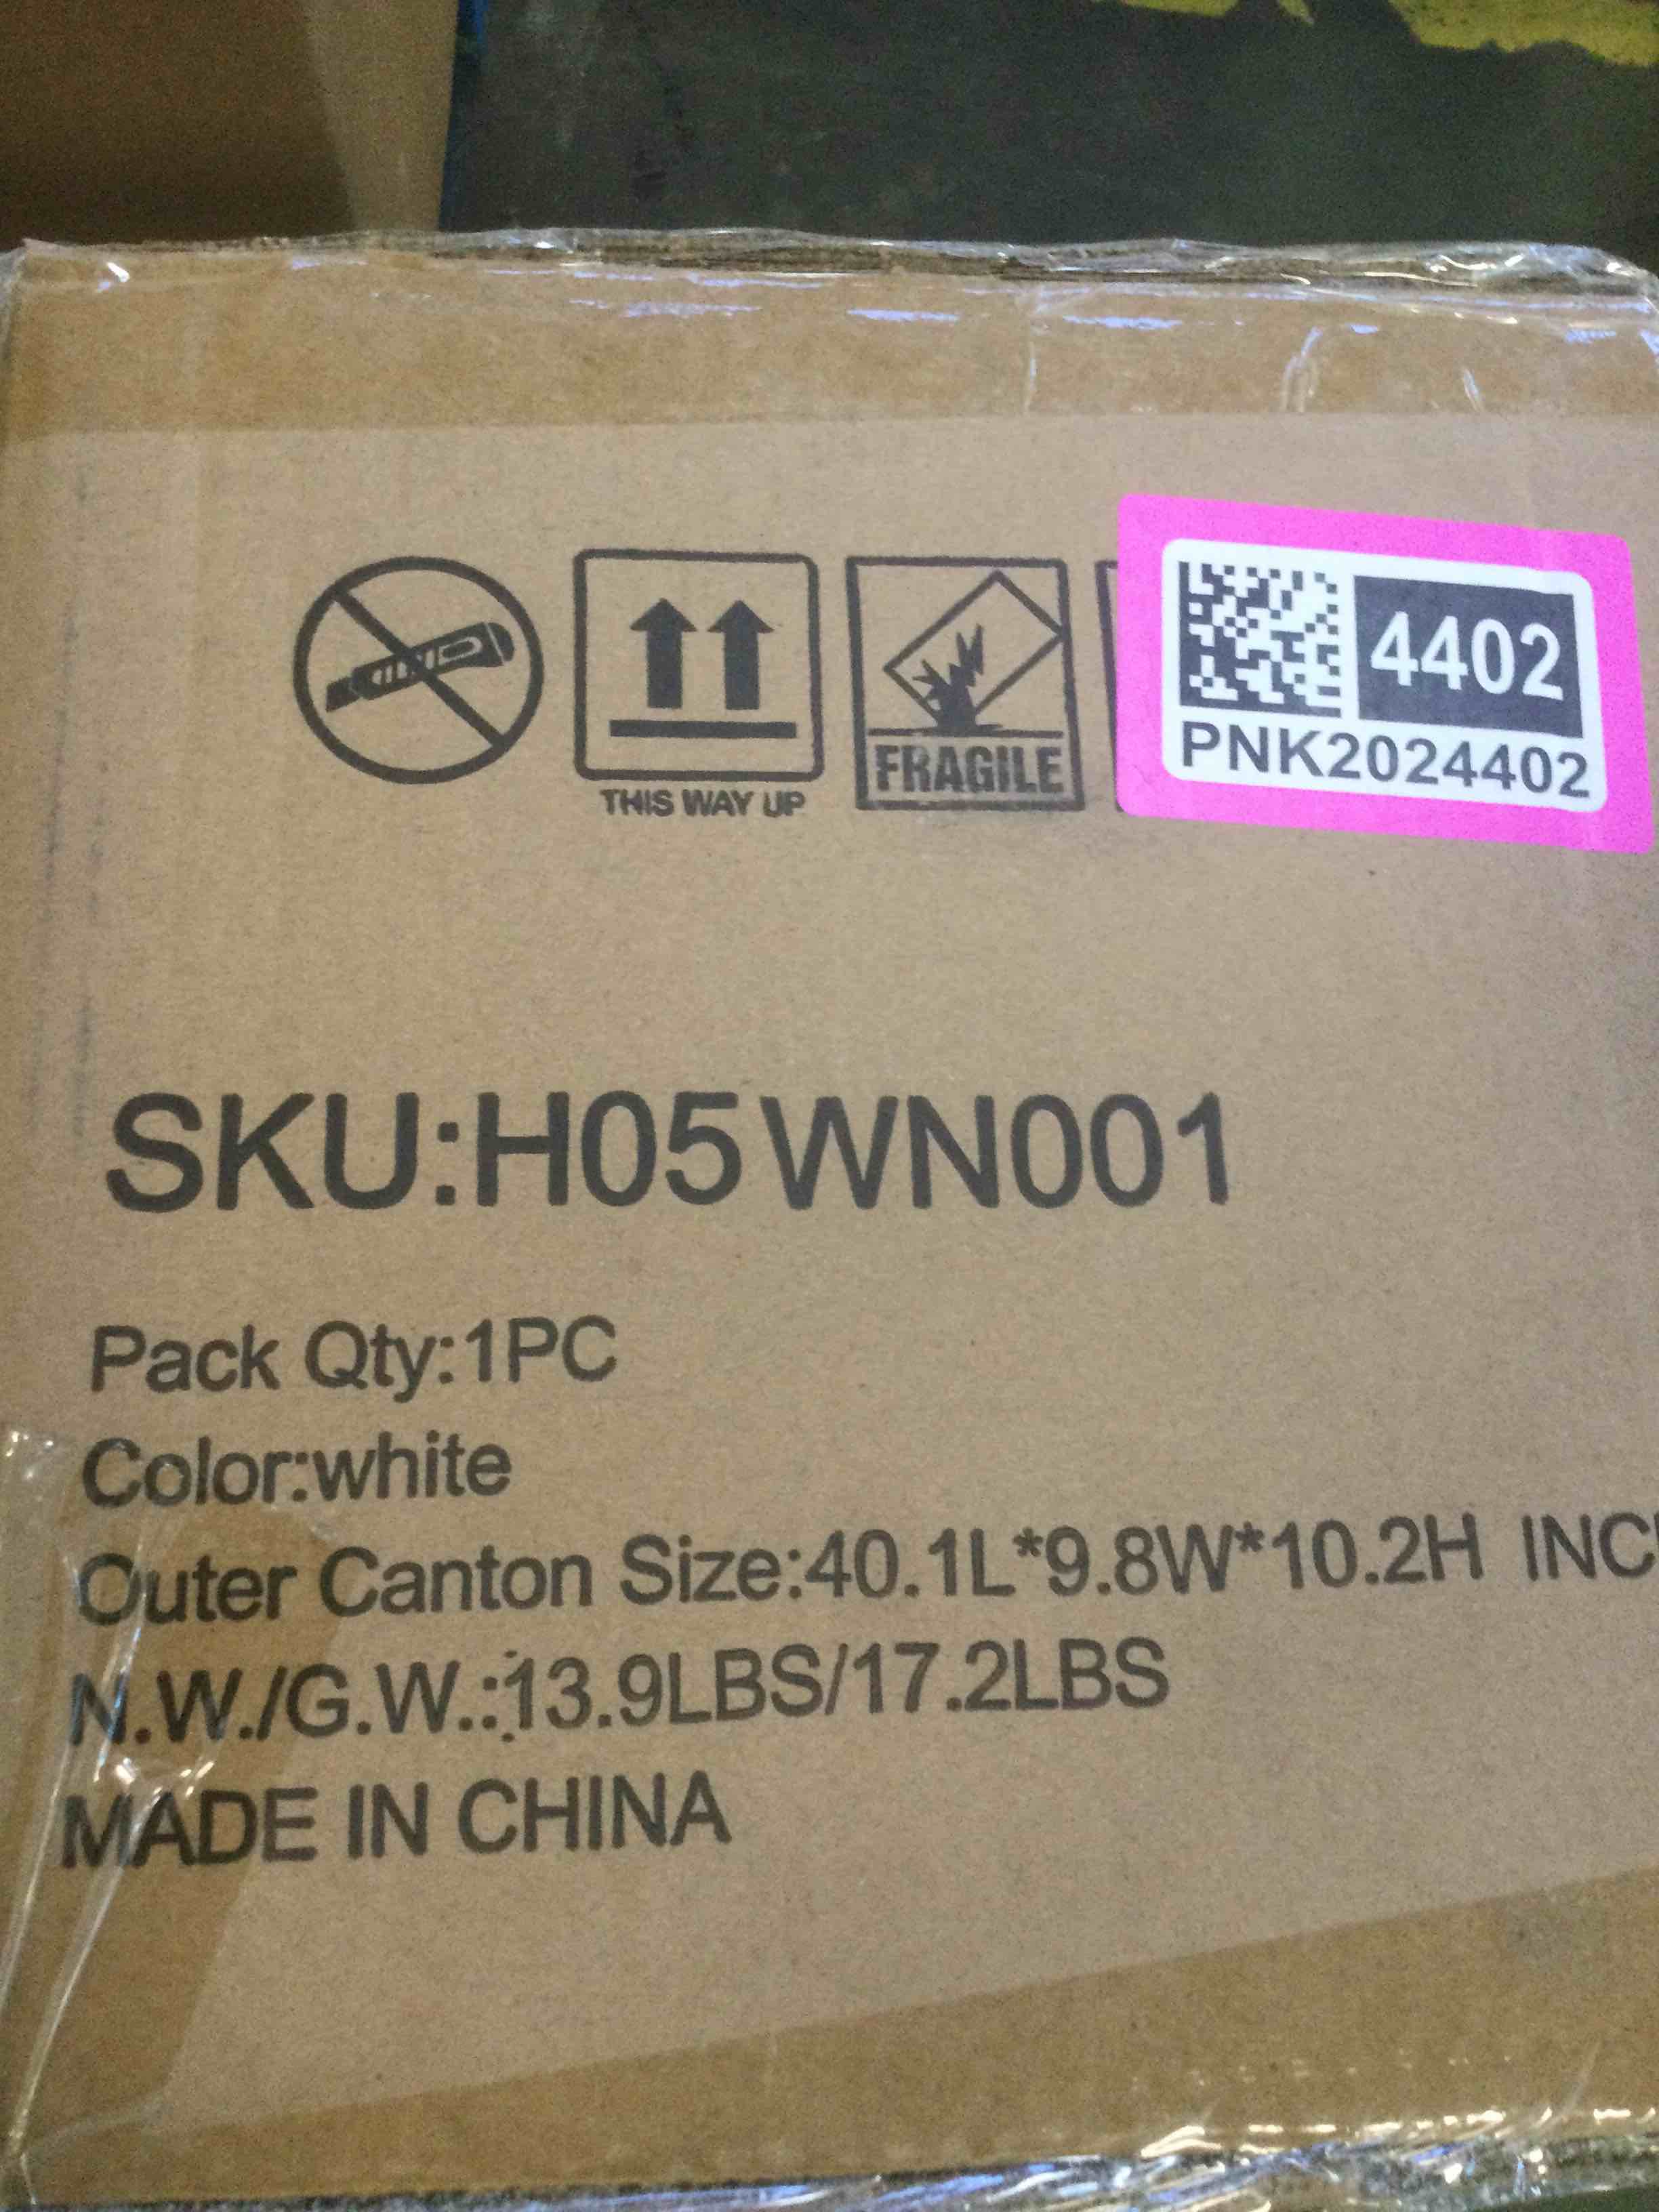 4402
PNK2024402
FRAGILE
THIS WAY UP
SKU:H05WN001
Pack Qty:1PC
Color:white
Outer Canton Size:40.1L*9.8W*10.2H INC
N.W./G.W.:13.9LBS/17.2LBS
MADE IN CHINA